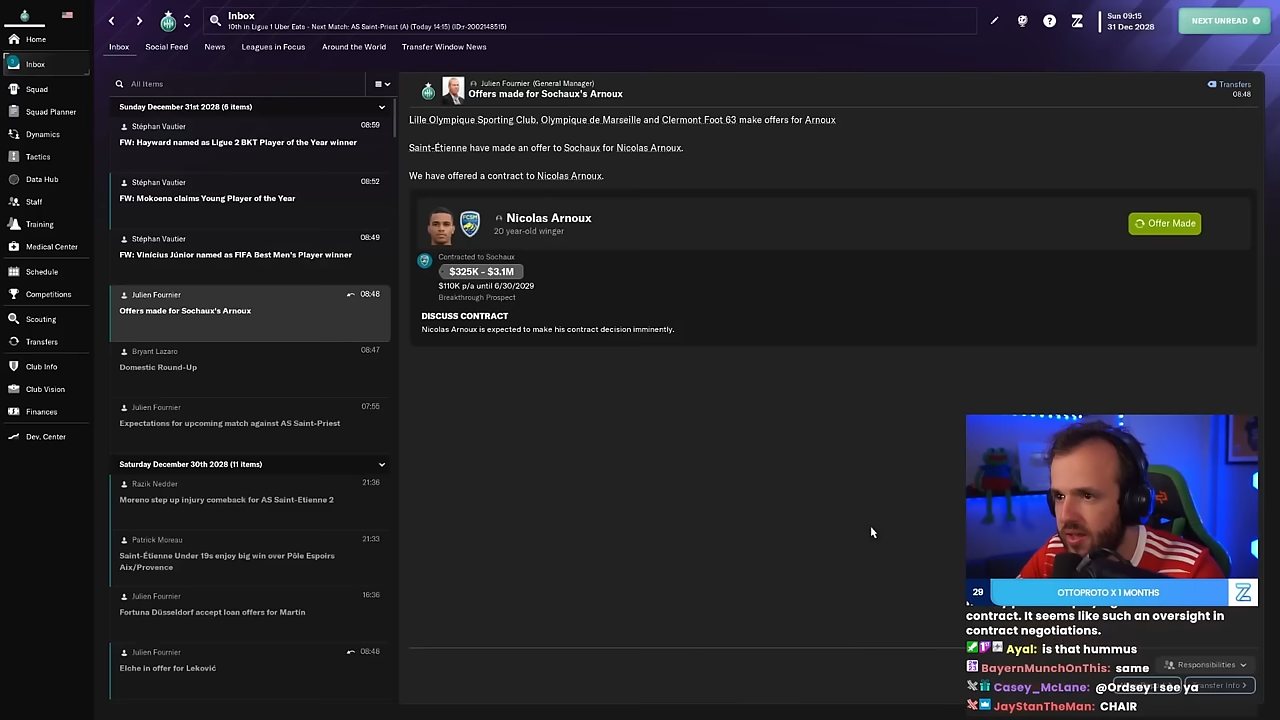 Inbox
10th in Ligue 1 Uber Eats - Next Match: AS Saint-Priest (A) (Today 14:15) (ID:r-2002148515)
Sun 09:15
31 Dec 2028
NEXT UNREAD
Inbox
Social Feed
News
Leagues in Focus
Around the World
Transfer Window News
Home
Inbox
Squad
Squad Planner
Dynamics
Tactics
Data Hub
Staff
Training
Medical Center
Schedule
Competitions
Scouting
Transfers
Club Info
Club Vision
Finances
Dev. Center
All Items
Sunday December 31st 2028 (6 items)
Stéphan Vautier
08:59
FW: Hayward named as Ligue 2 BKT Player of the Year winner
Stéphan Vautier
08:52
FW: Mokoena claims Young Player of the Year
Stéphan Vautier
08:49
FW: Vinícius Júnior named as FIFA Best Men's Player winner
Julien Fournier
08:48
Offers made for Sochaux's Arnoux
Bryant Lazaro
08:47
Domestic Round-Up
Julien Fournier
07:55
Expectations for upcoming match against AS Saint-Priest
Saturday December 30th 2028 (11 items)
Razik Nedder
21:36
Moreno step up injury comeback for AS Saint-Etienne 2
Patrick Moreau
21:33
Saint-Étienne Under 19s enjoy big win over Pôle Espoirs
Aix/Provence
Julien Fournier
16:36
Fortuna Düsseldorf accept loan offers for Martín
Julien Fournier
08:48
Elche in offer for Leković
Julien Fournier (General Manager)
Offers made for Sochaux's Arnoux
Transfers
08:48
Lille Olympique Sporting Club, Olympique de Marseille and Clermont Foot 63 make offers for Arnoux
Saint-Étienne have made an offer to Sochaux for Nicolas Arnoux.
We have offered a contract to Nicolas Arnoux.
Nicolas Arnoux
20 year-old winger
Offer Made
Contracted to Sochaux
$325K - $3.1M
$110K p/a until 6/30/2029
Breakthrough Prospect
DISCUSS CONTRACT
Nicolas Arnoux is expected to make his contract decision imminently.
29
OTTOPROTO X 1 MONTHS
Z
contract. It seems like such an oversight in
contract negotiations.
Ayal: is that hummus
BayernMunchOnThis: same
Responsibilities
Casey_McLane: @Ordsey I see ya
Transfer Info
JayStanTheMan: CHAIR